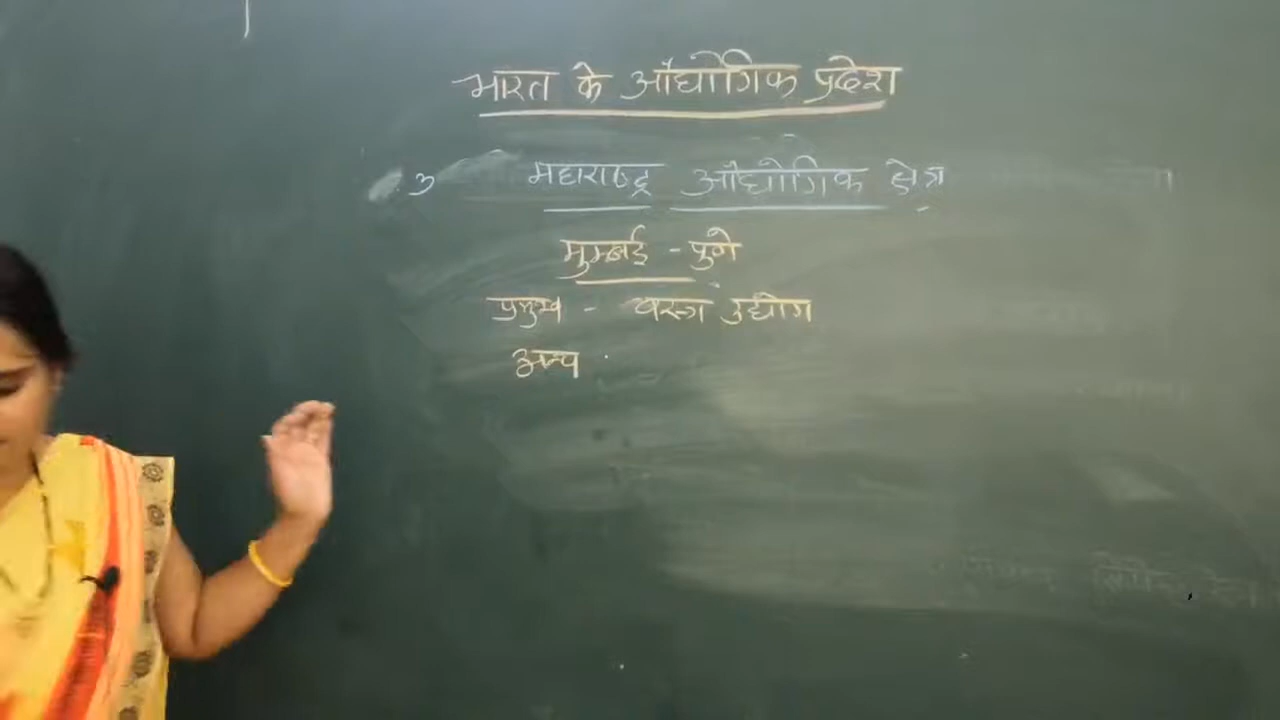 भारत के औद्योगिक प्रदेश
3 महाराष्ट्र औद्योगिक क्षेत्र
मुम्बई - पुणे
प्रमुख - वस्त्र उद्योग
अन्य